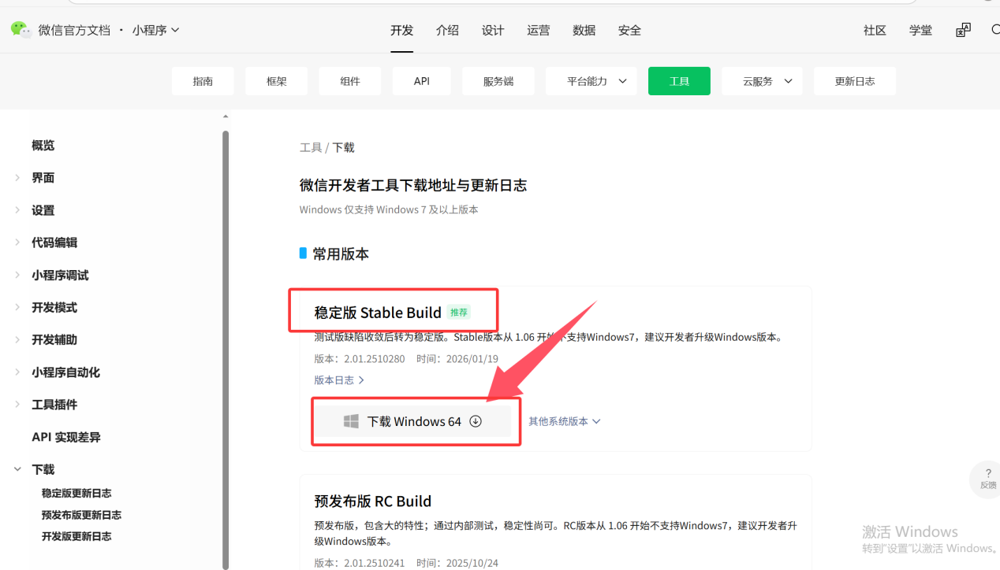 微信官方文档 · 小程序
开发 介绍 设计 运营 数据 安全
社区 学堂
指南 框架 组件 API 服务端 平台能力 工具 云服务 更新日志
概览
界面
设置
代码编辑
小程序调试
开发模式
开发辅助
小程序自动化
工具插件
API 实现差异
下载
稳定版更新日志
预发布版更新日志
开发版更新日志
工具 / 下载
微信开发者工具下载地址与更新日志
Windows 仅支持 Windows 7 及以上版本
常用版本
稳定版 Stable Build 推荐
测试版缺陷收敛后转为稳定版。Stable版本从 1.06 开始不支持Windows7，建议开发者升级Windows版本。
版本：2.01.2510280 时间：2026/01/19
版本日志
下载 Windows 64 其他系统版本
预发布版 RC Build
预发布版，包含大的特性；通过内部测试，稳定性尚可。RC版本从 1.06 开始不支持Windows7，建议开发者升
级Windows版本。
版本：2.01.2510241 时间：2025/10/24
?
反馈
激活 Windows
转到"设置"以激活 Windows。